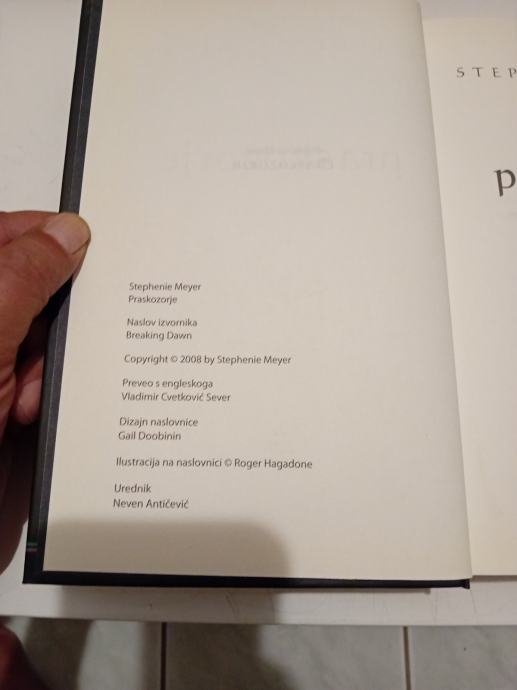 Stephenie Meyer
Praskozorje
Naslov izvornika
Breaking Dawn
Copyright © 2008 by Stephenie Meyer
Preveo s engleskoga
Vladimir Cvetković Sever
Dizajn naslovnice
Gail Doobinin
Ilustracija na naslovnici © Roger Hagadone
Urednik
Neven Antičević
STEP
p